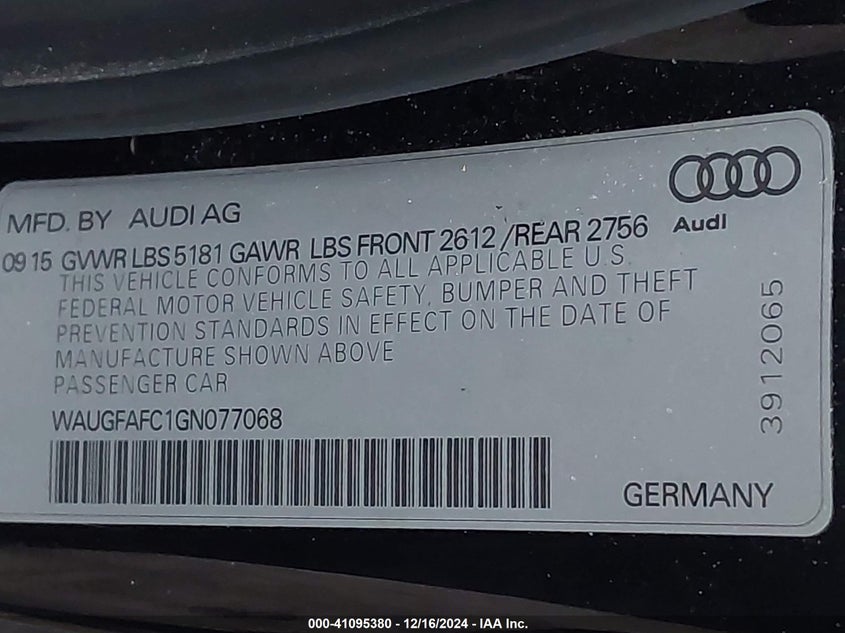 MFD. BY AUDI AG
Audi
09 15 GVWR LBS 5181 GAWR LBS FRONT 2612 /REAR 2756
THIS VEHICLE CONFORMS TO ALL APPLICABLE U.S.
FEDERAL MOTOR VEHICLE SAFETY, BUMPER AND THEFT
PREVENTION STANDARDS IN EFFECT ON THE DATE OF
MANUFACTURE SHOWN ABOVE
PASSENGER CAR
WAUGFAFC1GN077068
GERMANY
3912065
000-41095380 - 12/16/2024 - IAA Inc.